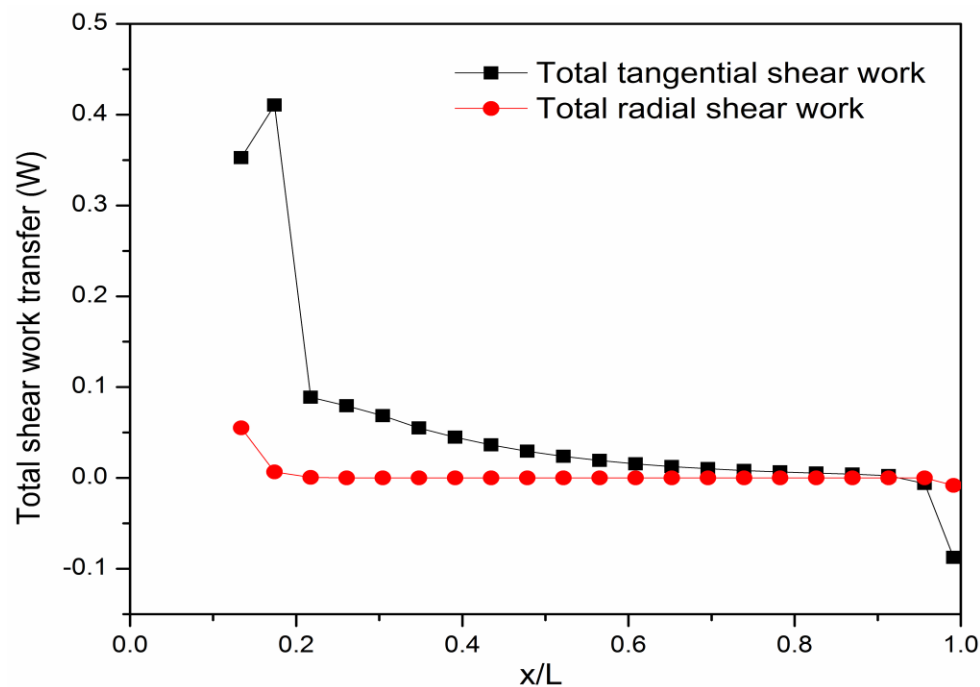 0.5
Total tangential shear work
Total radial shear work
0.4
0.3
0.2
0.1
0.0
-0.1
Total shear work transfer (W)
0.0 0.2 0.4 0.6 0.8 1.0
x/L